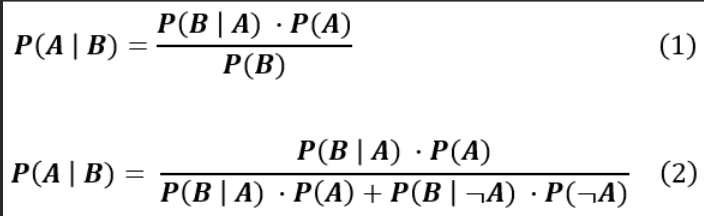 P(A | B) = P(B | A) · P(A) / P(B) (1)
P(A | B) = P(B | A) · P(A) / P(B | A) · P(A) + P(B | ¬A) · P(¬A) (2)